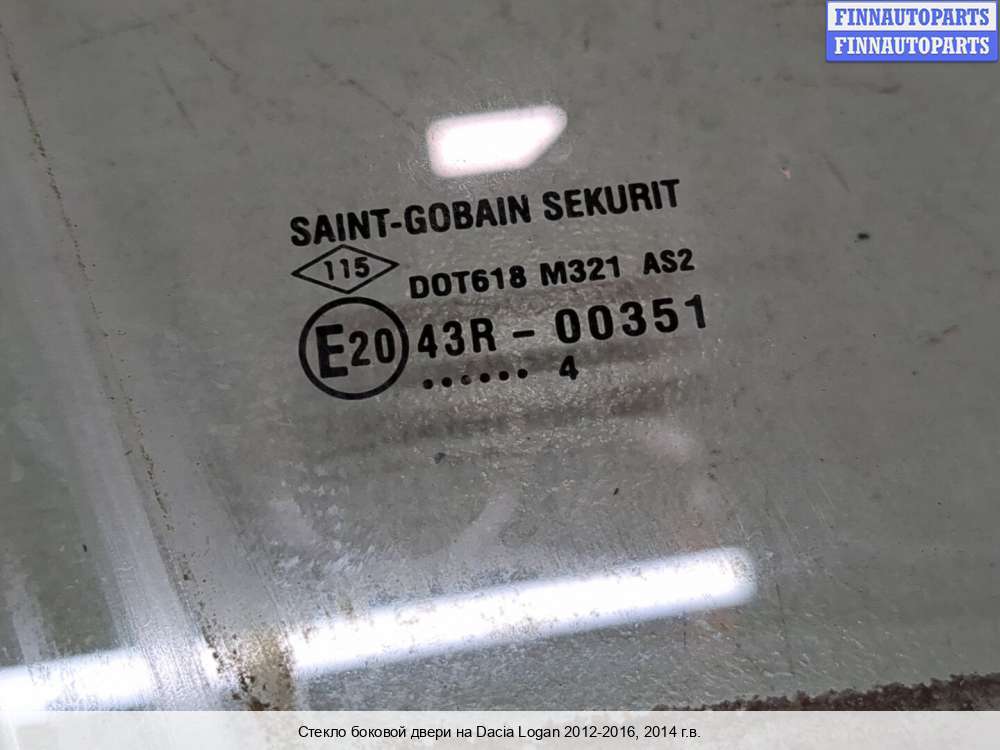 FINNAUTOPARTS
FINNAUTOPARTS
SAINT-GOBAIN SEKURIT
115 DOT618 M321 AS2
E20 43R - 00351
...... 4
Стекло боковой двери на Dacia Logan 2012-2016, 2014 г.в.